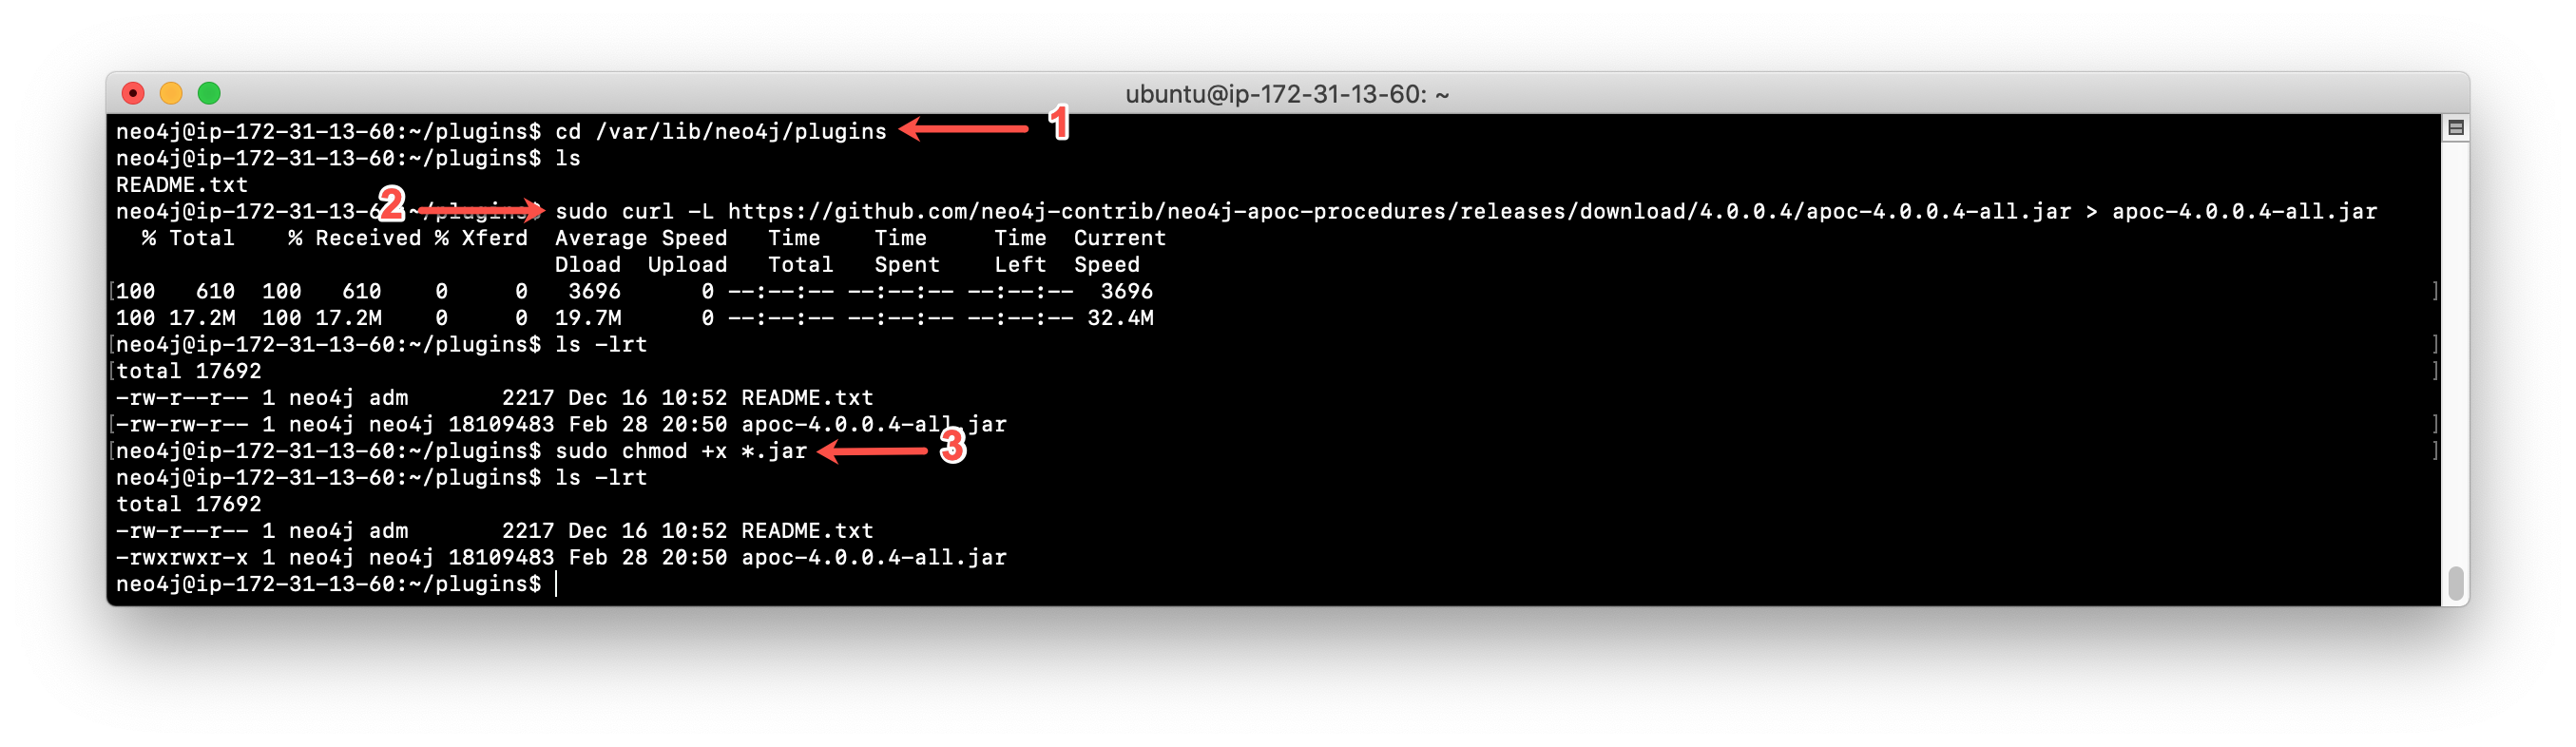 ubuntu@ip-172-31-13-60: ~
neo4j@ip-172-31-13-60:~/plugins$ cd /var/lib/neo4j/plugins 1
neo4j@ip-172-31-13-60:~/plugins$ ls
README.txt
neo4j@ip-172-31-13-6 2 ~/plugins$ sudo curl -L https://github.com/neo4j-contrib/neo4j-apoc-procedures/releases/download/4.0.0.4/apoc-4.0.0.4-all.jar > apoc-4.0.0.4-all.jar
  % Total    % Received % Xferd  Average Speed   Time    Time     Time  Current
                                 Dload  Upload   Total   Spent    Left  Speed
[100   610  100   610    0     0   3696      0 --:--:-- --:--:-- --:--:--  3696 ]
100 17.2M  100 17.2M    0     0  19.7M      0 --:--:-- --:--:-- --:--:-- 32.4M
[neo4j@ip-172-31-13-60:~/plugins$ ls -lrt ]
[total 17692 ]
-rw-r--r-- 1 neo4j adm       2217 Dec 16 10:52 README.txt
[-rw-rw-r-- 1 neo4j neo4j 18109483 Feb 28 20:50 apoc-4.0.0.4-all.jar ]
[neo4j@ip-172-31-13-60:~/plugins$ sudo chmod +x *.jar 3 ]
neo4j@ip-172-31-13-60:~/plugins$ ls -lrt
total 17692
-rw-r--r-- 1 neo4j adm       2217 Dec 16 10:52 README.txt
-rwxrwxr-x 1 neo4j neo4j 18109483 Feb 28 20:50 apoc-4.0.0.4-all.jar
neo4j@ip-172-31-13-60:~/plugins$